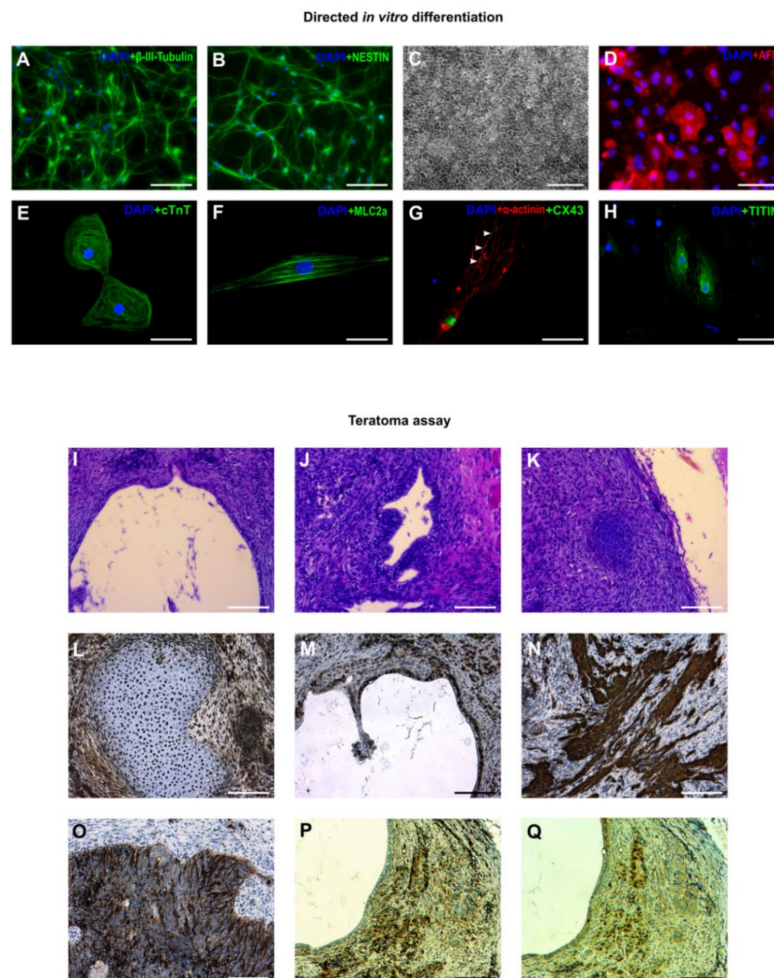 Directed in vitro differentiation
A DAPI+β-III-Tubulin
B DAPI+NESTIN
C
D DAPI+AFP
E DAPI+cTnT
F DAPI+MLC2a
G DAPI+α-actinin+CX43
H DAPI+TITIN
Teratoma assay
I
J
K
L
M
N
O
P
Q